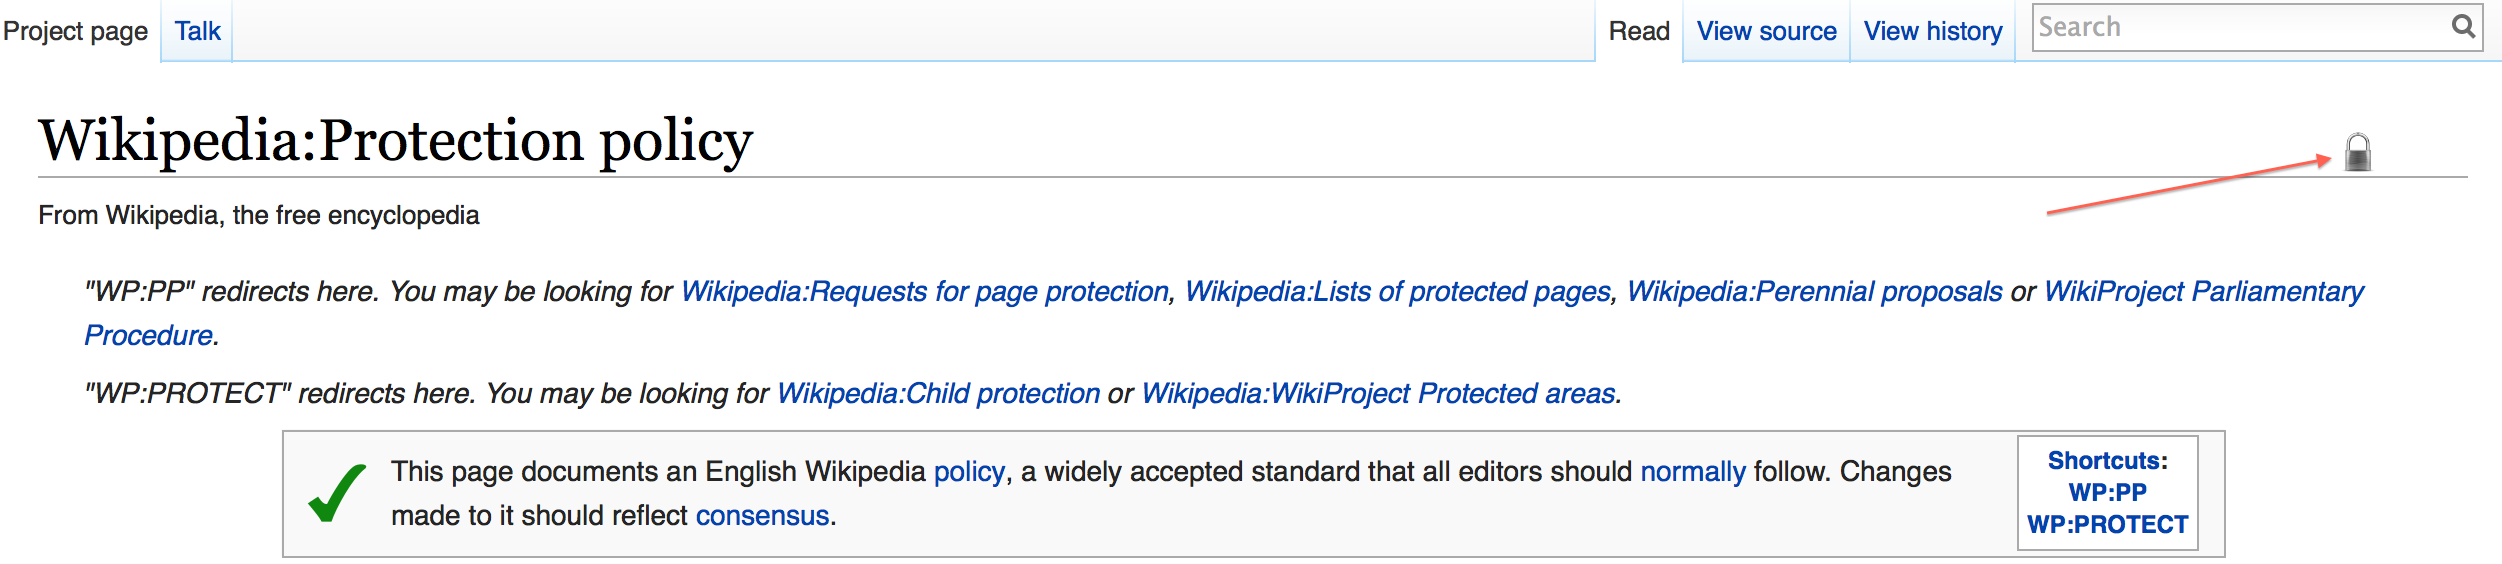 Project page Talk Read View source View history Search
Wikipedia:Protection policy
From Wikipedia, the free encyclopedia
"WP:PP" redirects here. You may be looking for Wikipedia:Requests for page protection, Wikipedia:Lists of protected pages, Wikipedia:Perennial proposals or WikiProject Parliamentary
Procedure.
"WP:PROTECT" redirects here. You may be looking for Wikipedia:Child protection or Wikipedia:WikiProject Protected areas.
This page documents an English Wikipedia policy, a widely accepted standard that all editors should normally follow. Changes
made to it should reflect consensus.
Shortcuts:
WP:PP
WP:PROTECT